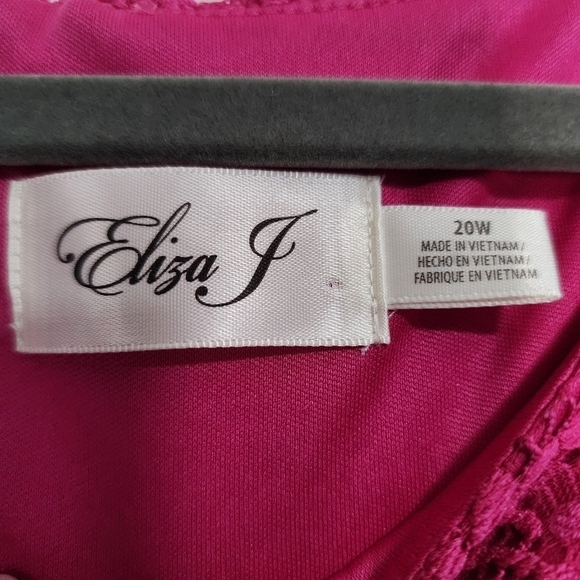 Eliza J
20W
MADE IN VIETNAM/
HECHO EN VIETNAM/
FABRIQUE EN VIETNAM